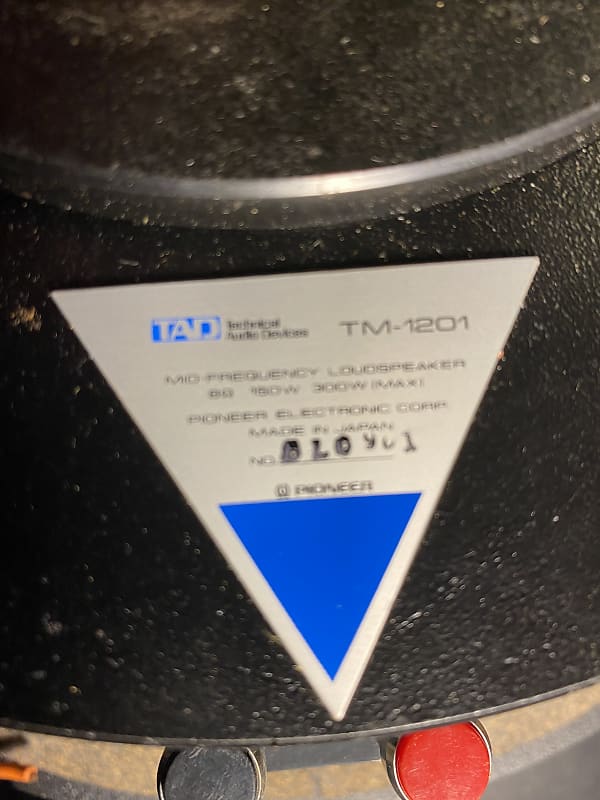 TAD Technical Audio Devices TM-1201
MID-FREQUENCY LOUDSPEAKER
8Ω 150W 300W (MAX)
PIONEER ELECTRONIC CORP.
MADE IN JAPAN
NO.
PIONEER